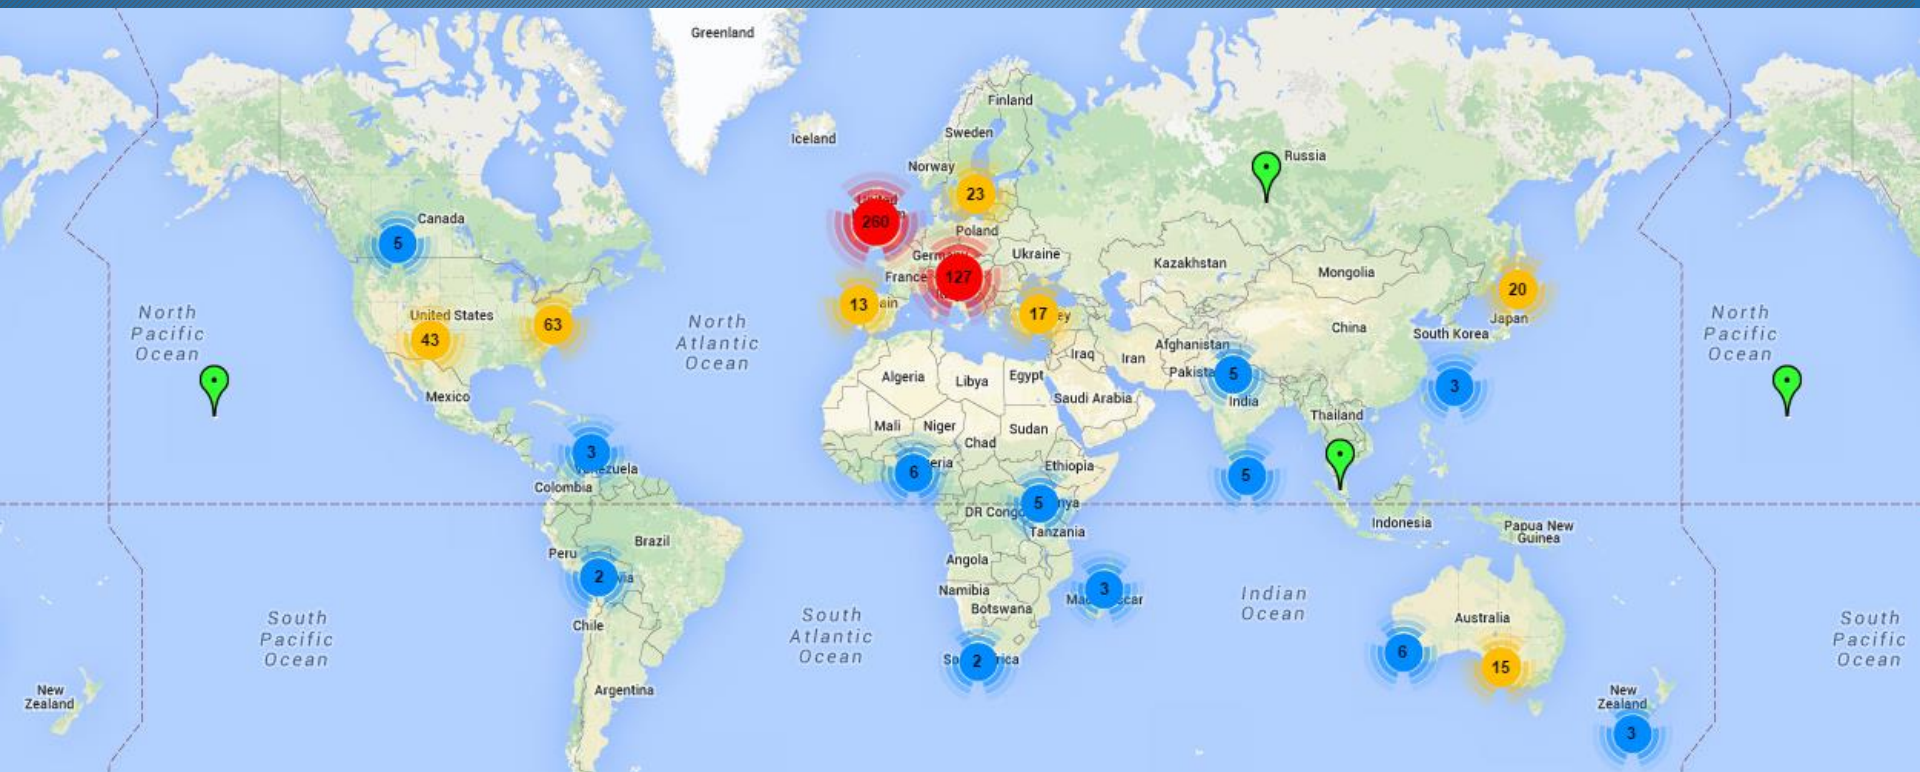 Greenland
Iceland
Finland
Sweden
Norway
Russia
23
260
Canada
5
Poland
Germany
Ukraine
France
127
Kazakhstan
Mongolia
20
Japan
North
Pacific
Ocean
United States
43
63
North
Atlantic
Ocean
13
17
China
South Korea
North
Pacific
Ocean
Afghanistan
Iraq
Iran
Pakista
5
India
3
Algeria
Libya
Egypt
Saudi Arabia
Mexico
Mali
Niger
Sudan
Chad
Thailand
3
Colombia
6
Ethiopia
5
5
DR Congo
Tanzania
Indonesia
Papua New
Guinea
Peru
Brazil
2
Angola
Namibia
Botswana
3
Indian
Ocean
Australia
South
Pacific
Ocean
Chile
South
Atlantic
Ocean
2
6
15
South
Pacific
Ocean
New
Zealand
Argentina
New
Zealand
3